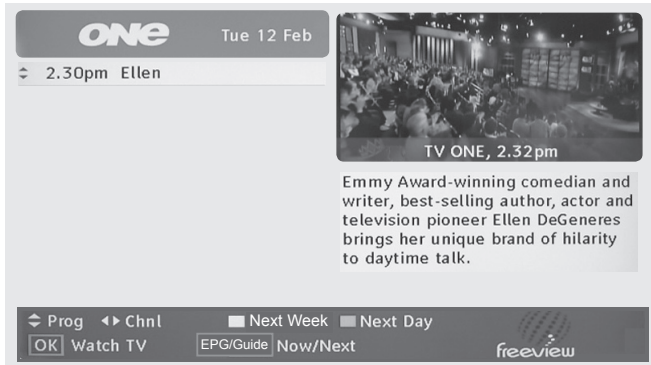 ONE Tue 12 Feb
2.30pm Ellen
TV ONE, 2.32pm
Emmy Award-winning comedian and
writer, best-selling author, actor and
television pioneer Ellen DeGeneres
brings her unique brand of hilarity
to daytime talk.
Prog Chnl Next Week Next Day
OK Watch TV EPG/Guide Now/Next
freeview